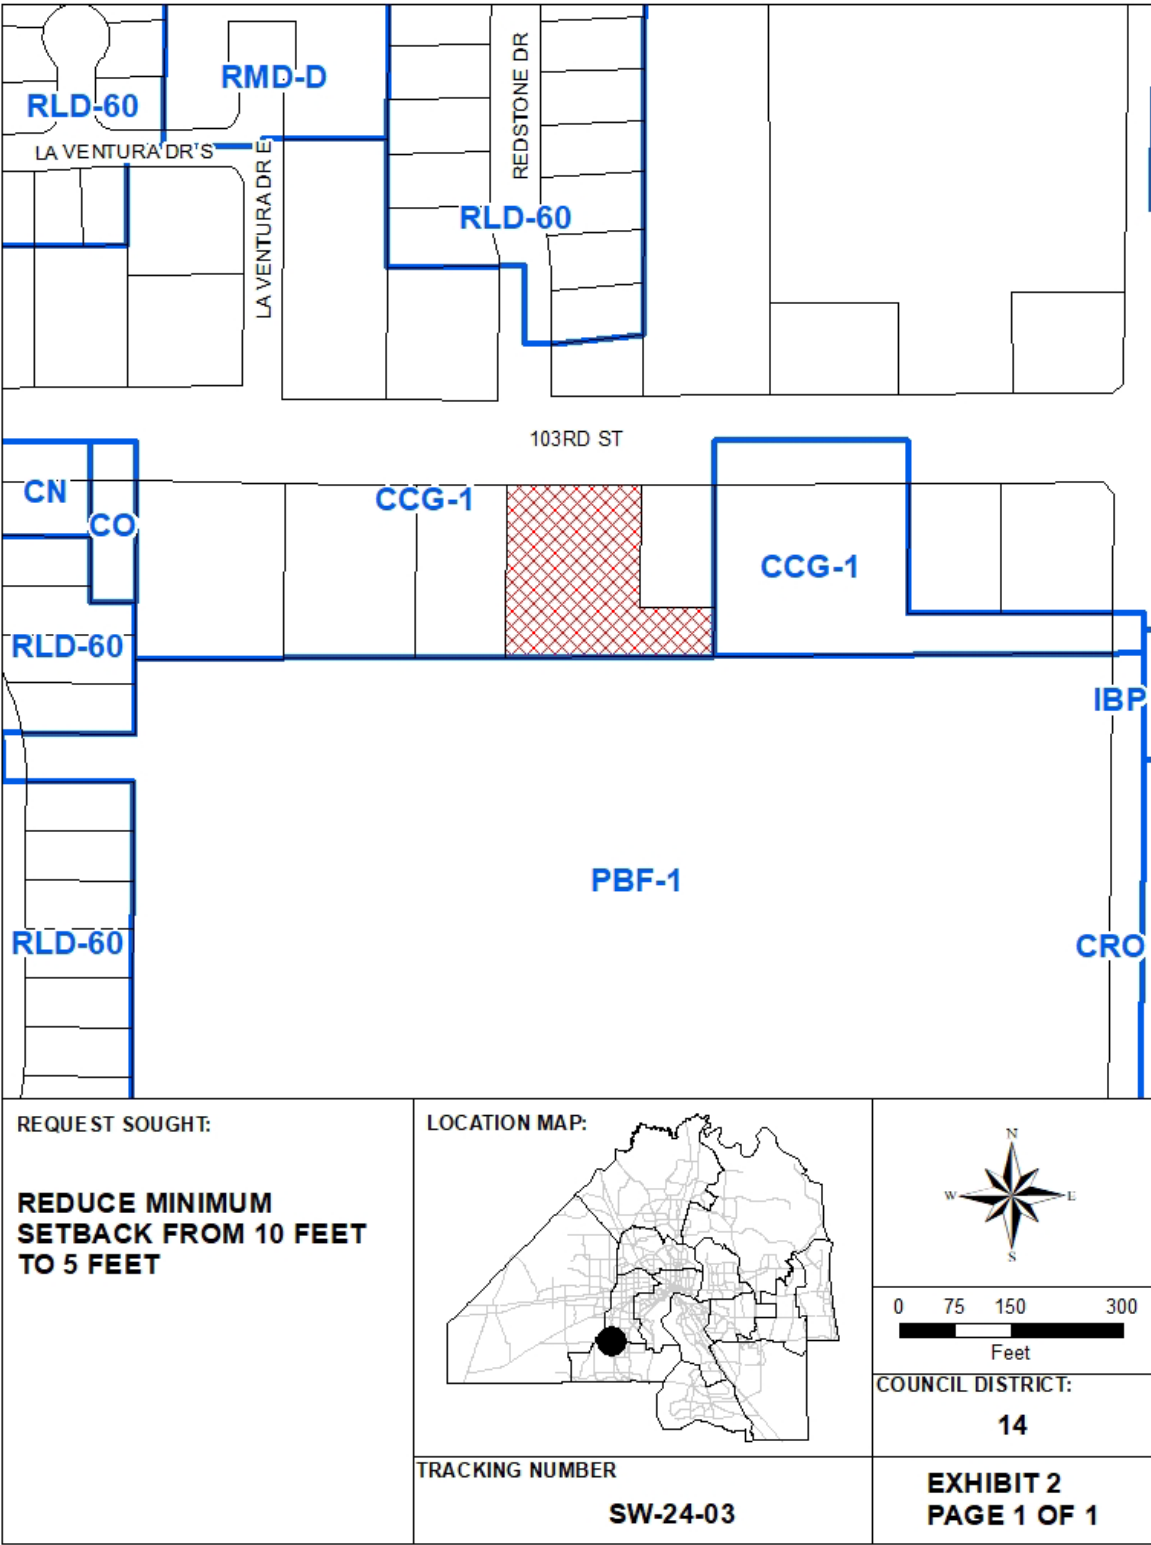 RMD-D
RLD-60
REDSTONE DR
LA VENTURA DR S
LA VENTURA DR E
RLD-60
103RD ST
CN
CCG-1
CO
CCG-1
RLD-60
IBP
PBF-1
RLD-60
CRO
REQUEST SOUGHT:
REDUCE MINIMUM
SETBACK FROM 10 FEET
TO 5 FEET
LOCATION MAP:
N
W E
S
0 75 150 300
Feet
COUNCIL DISTRICT:
14
TRACKING NUMBER
SW-24-03
EXHIBIT 2
PAGE 1 OF 1